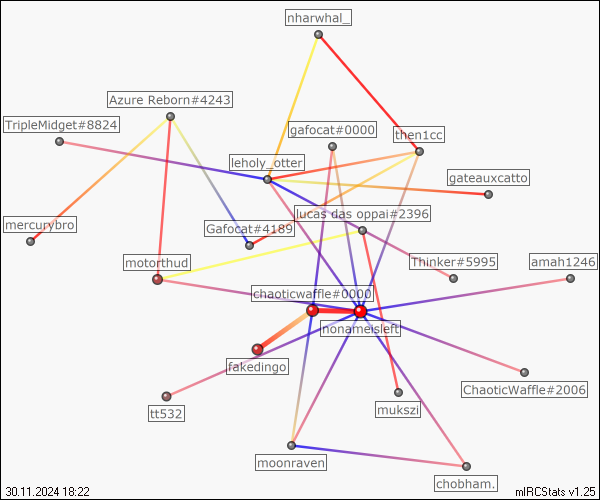 nharwhal_
Azure Reborn#4243
TripleMidget#8824
gafocat#0000
then1cc
leholy_otter
gateauxcatto
lucas das oppai#2396
mercurybro
Gafocat#4189
motorthud
Thinker#5995
amah1246
chaoticwaffle#0000
nonameisleft
fakedingo
ChaoticWaffle#2006
tt532
mukszi
moonraven
chobham.
30.11.2024 18:22
mIRCStats v1.25